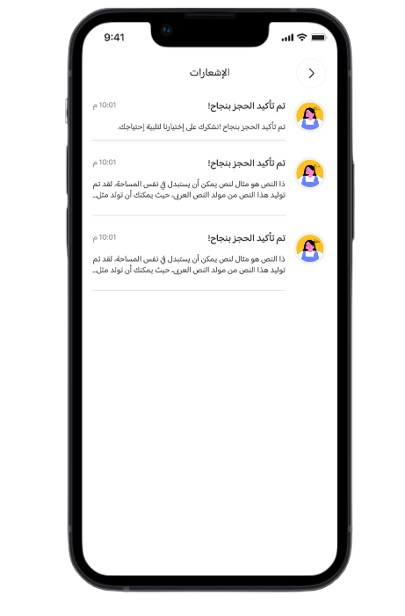 9:41
الإشعارات
تم تأكيد الحجز بنجاح!
10:01 م
تم تأكيد الحجز بنجاح !نشكرك على إختيارنا لتلبية إحتياجك.
تم تأكيد الحجز بنجاح!
10:01 م
ذا النص هو مثال لنص يمكن أن يستبدل في نفس المساحة، لقد تم
توليد هذا النص من مولد النص العربى، حيث يمكنك أن تولد مثل...
تم تأكيد الحجز بنجاح!
10:01 م
ذا النص هو مثال لنص يمكن أن يستبدل في نفس المساحة، لقد تم
توليد هذا النص من مولد النص العربى، حيث يمكنك أن تولد مثل...